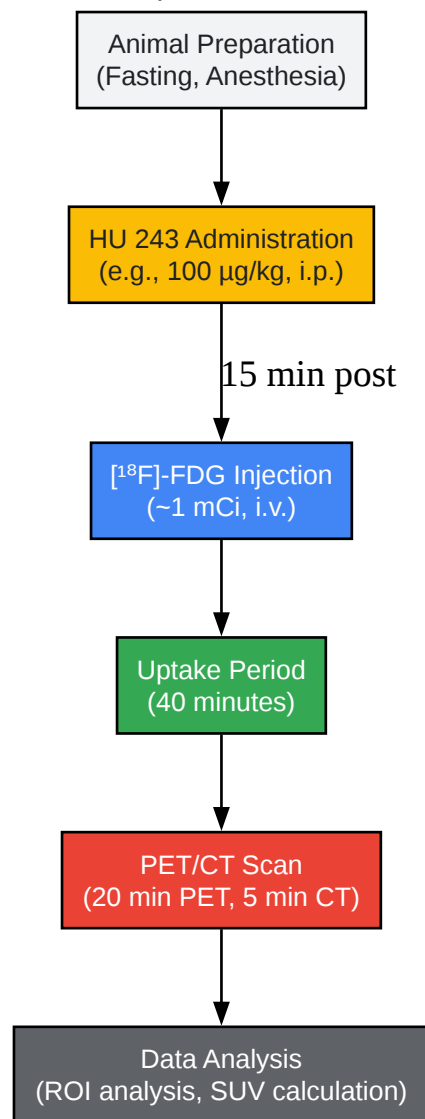 Animal Preparation
(Fasting, Anesthesia)
HU 243 Administration
(e.g., 100 µg/kg, i.p.)
15 min post
[¹⁸F]-FDG Injection
(~1 mCi, i.v.)
Uptake Period
(40 minutes)
PET/CT Scan
(20 min PET, 5 min CT)
Data Analysis
(ROI analysis, SUV calculation)